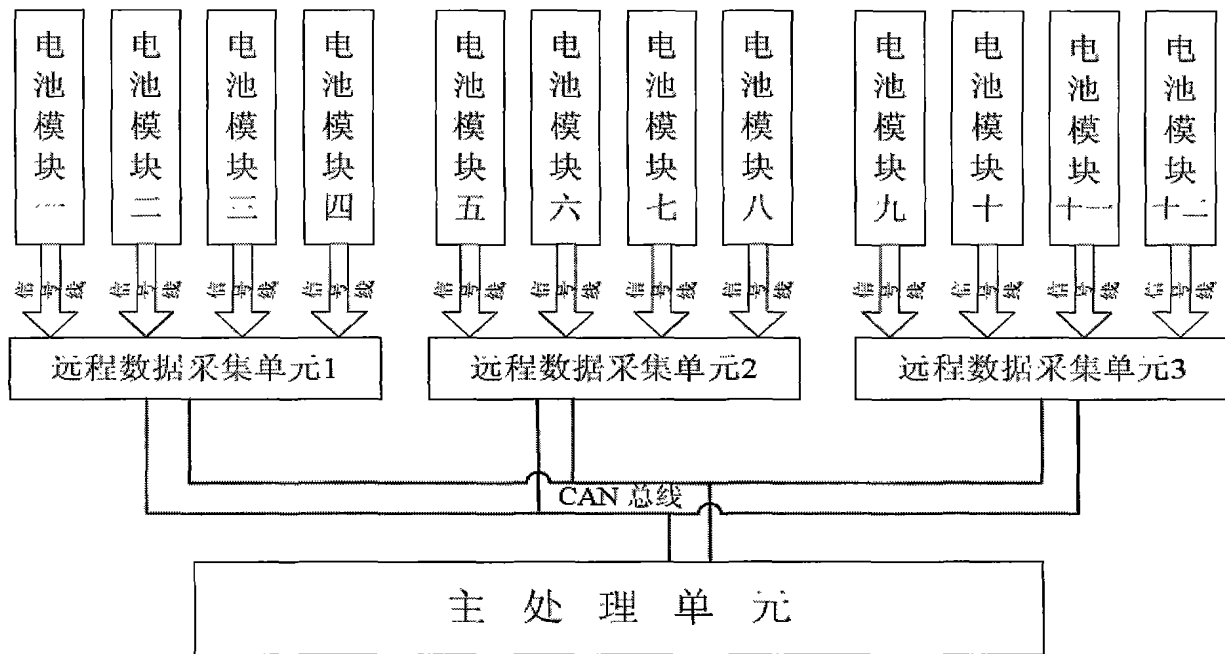 电池模块一
电池模块二
电池模块三
电池模块四
电池模块五
电池模块六
电池模块七
电池模块八
电池模块九
电池模块十
电池模块十一
电池模块十二
信号线
信号线
信号线
信号线
信号线
信号线
信号线
信号线
信号线
信号线
信号线
信号线
远程数据采集单元1
远程数据采集单元2
远程数据采集单元3
CAN 总线
主处理单元